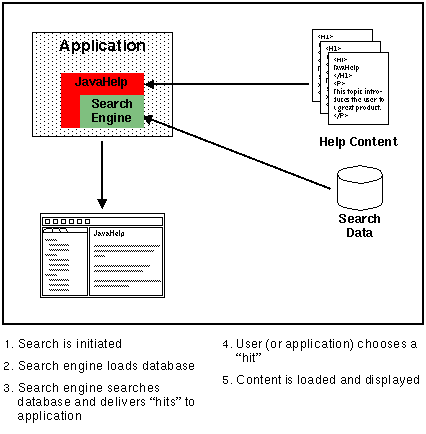 Application
JavaHelp
Search
Engine
<H1>
<H1>
<H1>
JavaHelp
</H1>
<P>
This topic intro-
duces the user to
a great product.
</P>
Help Content
Search
Data
JavaHelp
1. Search is initiated
2. Search engine loads database
3. Search engine searches
database and delivers “hits” to
application
4. User (or application) chooses a
“hit”
5. Content is loaded and displayed